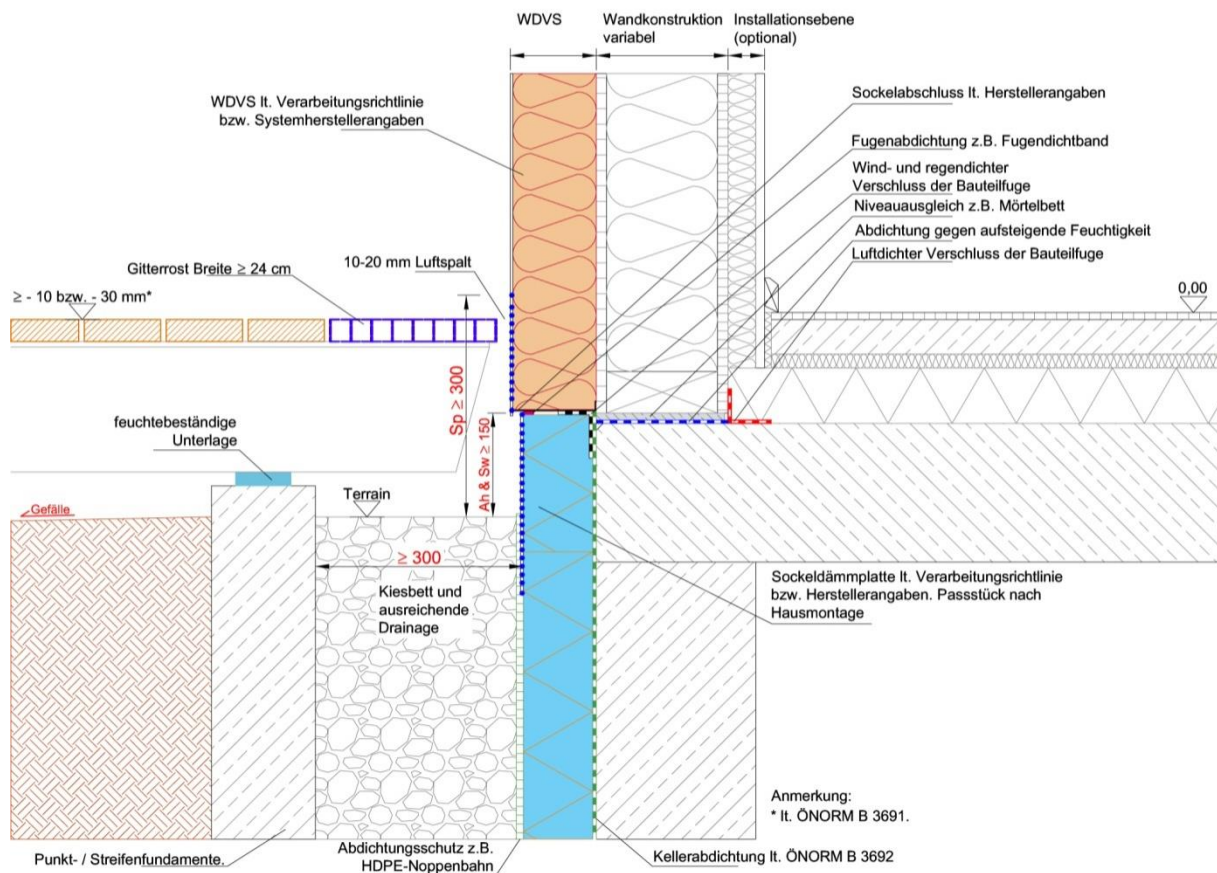 WDVS
Wandkonstruktion
variabel
Installationsebene
(optional)
WDVS lt. Verarbeitungsrichtlinie
bzw. Systemherstellerangaben
Sockelabschluss lt. Herstellerangaben
Fugenabdichtung z.B. Fugendichtband
Wind- und regendichter
Verschluss der Bauteilfuge
Niveauausgleich z.B. Mörtelbett
Abdichtung gegen aufsteigende Feuchtigkeit
Luftdichter Verschluss der Bauteilfuge
10-20 mm Luftspalt
Gitterrost Breite ≥ 24 cm
≥ - 10 bzw. - 30 mm*
0,00
Sp ≥ 300
Ah & Sw ≥ 150
feuchtebeständige
Unterlage
Terrain
Gefälle
≥ 300
Kiesbett und
ausreichende
Drainage
Sockeldämmplatte lt. Verarbeitungsrichtlinie
bzw. Herstellerangaben. Passstück nach
Hausmontage
Anmerkung:
* lt. ÖNORM B 3691.
Punkt- / Streifenfundamente.
Abdichtungsschutz z.B.
HDPE-Noppenbahn
Kellerabdichtung lt. ÖNORM B 3692